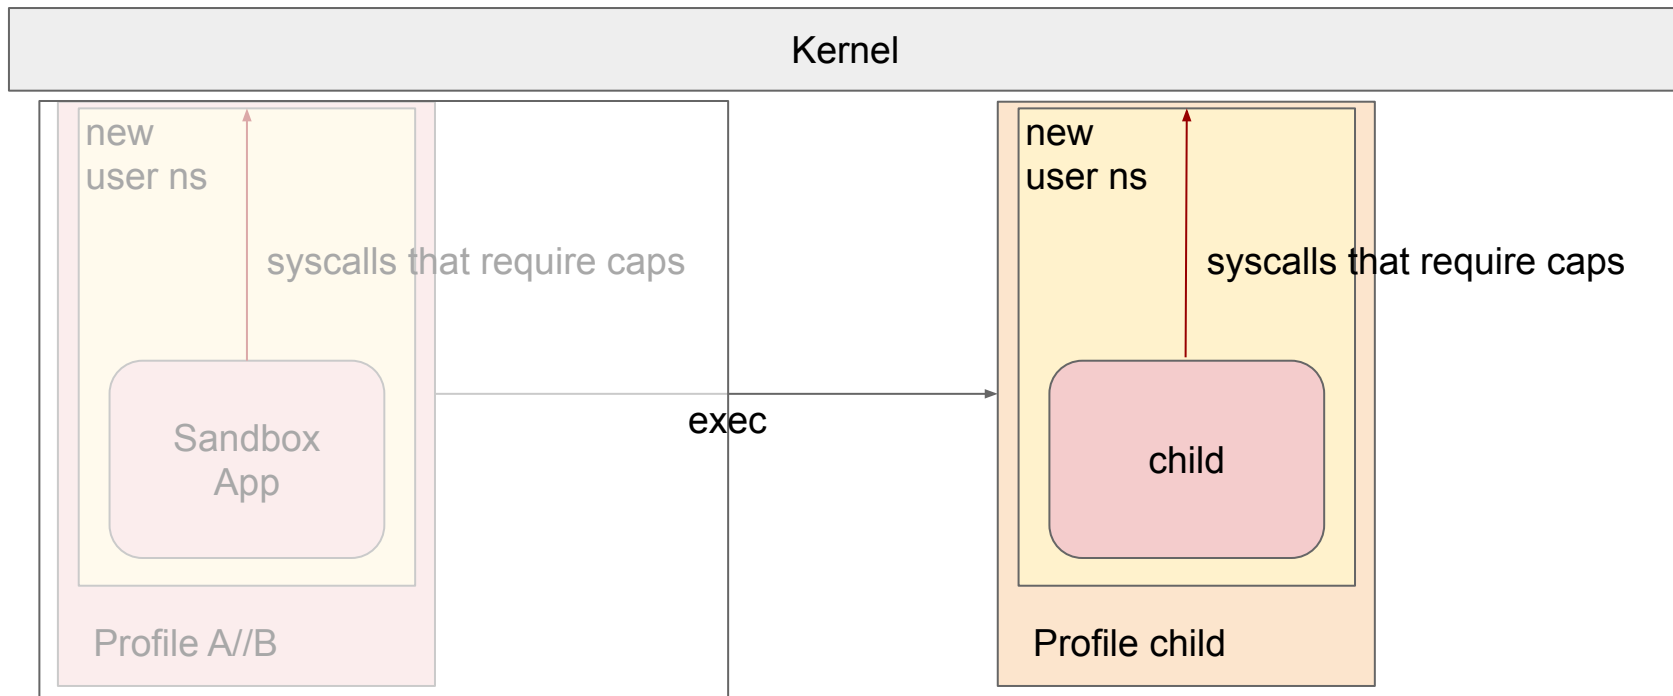 Kernel
new
user ns
syscalls that require caps
Sandbox
App
Profile A//B
exec
new
user ns
syscalls that require caps
child
Profile child